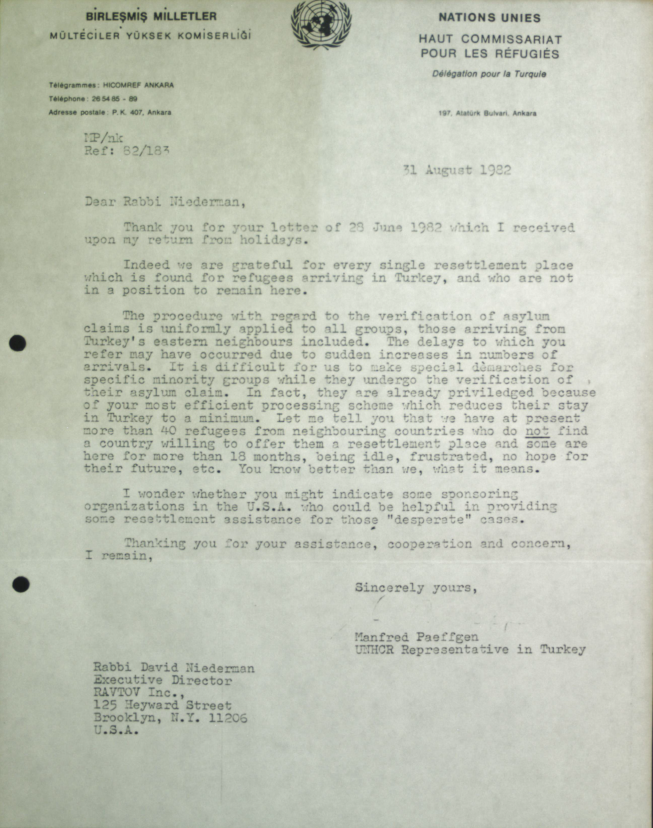 BİRLEŞMİŞ MİLLETLER
MÜLTECİLER YÜKSEK KOMİSERLİĞİ
NATIONS UNIES
HAUT COMMISSARIAT
POUR LES RÉFUGIÉS
Délégation pour la Turquie
Télégrammes: HICOMREF ANKARA
Téléphone: 26 54 65 - 69
Adresse postale: P. K. 407, Ankara
197, Atatürk Bulvarı, Ankara
MP/nk
Ref: 82/183
31 August 1982
Dear Rabbi Niederman,
Thank you for your letter of 28 June 1982 which I received
upon my return from holidays.
Indeed we are grateful for every single resettlement place
which is found for refugees arriving in Turkey, and who are not
in a position to remain here.
The procedure with regard to the verification of asylum
claims is uniformly applied to all groups, those arriving from
Turkey's eastern neighbours included. The delays to which you
refer may have occurred due to sudden increases in numbers of
arrivals. It is difficult for us to make special démarches for
specific minority groups while they undergo the verification of
their asylum claim. In fact, they are already priviledged because
of your most efficient processing scheme which reduces their stay
in Turkey to a minimum. Let me tell you that we have at present
more than 40 refugees from neighbouring countries who do not find
a country willing to offer them a resettlement place and some are
here for more than 18 months, being idle, frustrated, no hope for
their future, etc. You know better than we, what it means.
I wonder whether you might indicate some sponsoring
organizations in the U.S.A. who could be helpful in providing
some resettlement assistance for those "desperate" cases.
Thanking you for your assistance, cooperation and concern,
I remain,
Sincerely yours,
Manfred Paeffgen
UNHCR Representative in Turkey
Rabbi David Niederman
Executive Director
RAVTOV Inc.,
125 Heyward Street
Brooklyn, N.Y. 11206
U.S.A.